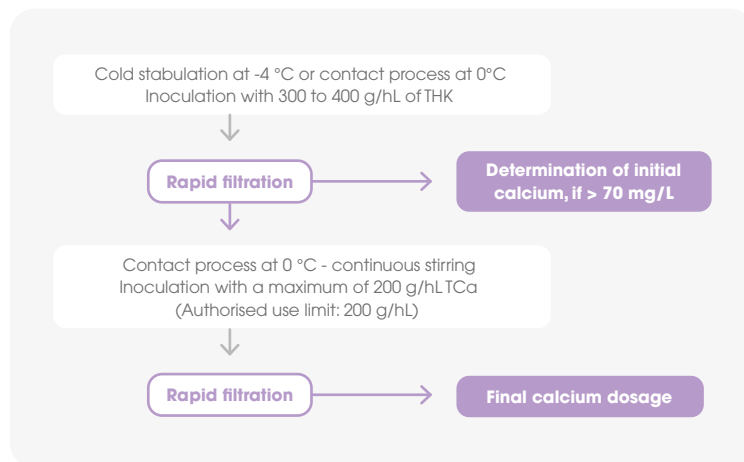 Cold stabulation at -4 °C or contact process at 0°C
Inoculation with 300 to 400 g/hL of THK
Rapid filtration
Determination of initial
calcium, if > 70 mg/L
Contact process at 0 °C - continuous stirring
Inoculation with a maximum of 200 g/hL TCa
(Authorised use limit: 200 g/hL)
Rapid filtration
Final calcium dosage